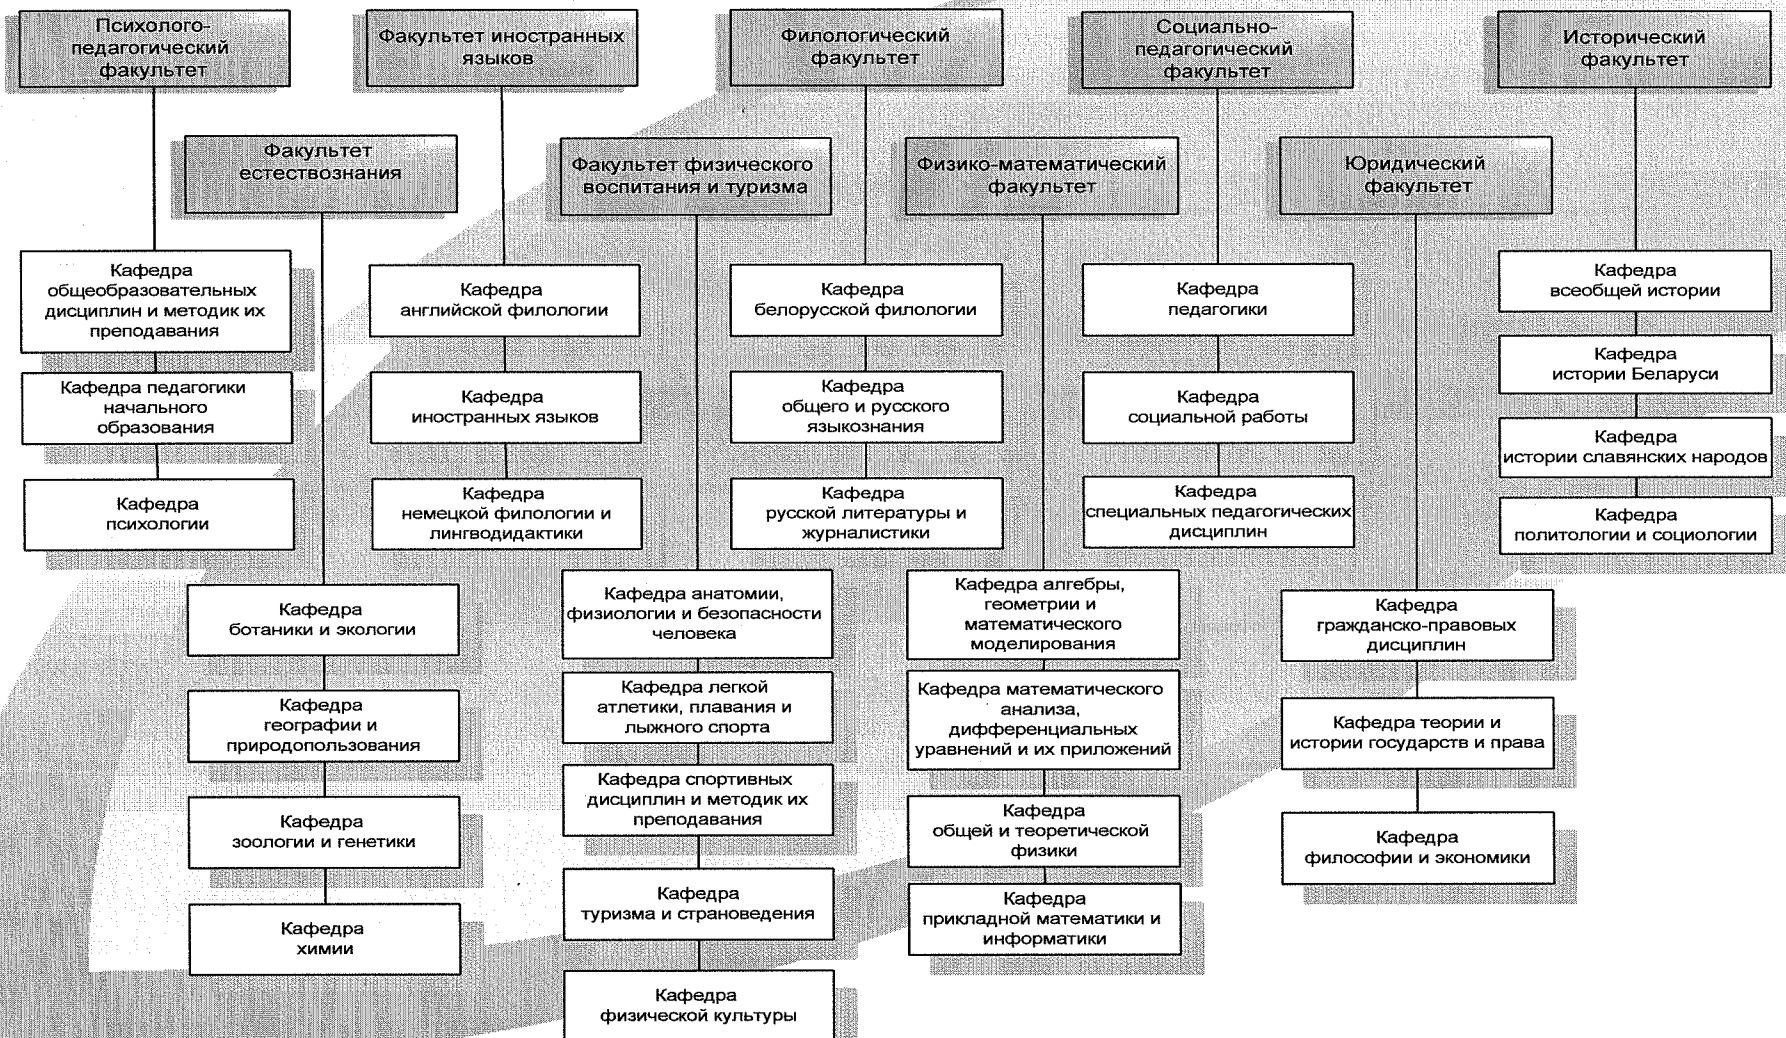 Психолого-
педагогический
факультет
Факультет иностранных
языков
Филологический
факультет
Социально-
педагогический
факультет
Исторический
факультет
Факультет
естествознания
Факультет физического
воспитания и туризма
Физико-математический
факультет
Юридический
факультет
Кафедра
общеобразовательных
дисциплин и методик их
преподавания
Кафедра педагогики
начального
образования
Кафедра
психологии
Кафедра
английской филологии
Кафедра
иностранных языков
Кафедра
немецкой филологии и
лингводидактики
Кафедра
белорусской филологии
Кафедра
общего и русского
языкознания
Кафедра
русской литературы и
журналистики
Кафедра
педагогики
Кафедра
социальной работы
Кафедра
специальных педагогических
дисциплин
Кафедра
всеобщей истории
Кафедра
истории Беларуси
Кафедра
истории славянских народов
Кафедра
политологии и социологии
Кафедра
ботаники и экологии
Кафедра
географии и
природопользования
Кафедра
зоологии и генетики
Кафедра
химии
Кафедра анатомии,
физиологии и безопасности
человека
Кафедра легкой
атлетики, плавания и
лыжного спорта
Кафедра спортивных
дисциплин и методик их
преподавания
Кафедра
туризма и страноведения
Кафедра
физической культуры
Кафедра алгебры,
геометрии и
математического
моделирования
Кафедра математического
анализа,
дифференциальных
уравнений и их приложений
Кафедра
общей и теоретической
физики
Кафедра
прикладной математики и
информатики
Кафедра
гражданско-правовых
дисциплин
Кафедра теории и
истории государств и права
Кафедра
философии и экономики